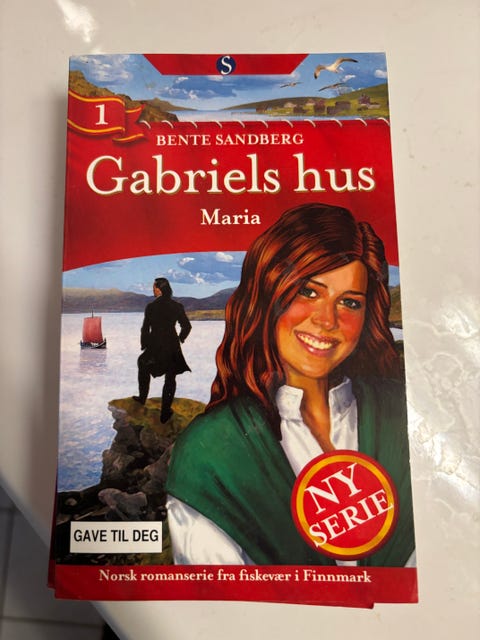 S
1
BENTE SANDBERG
Gabriels hus
Maria
NY
SERIE
GAVE TIL DEG
Norsk romanserie fra fiskevær i Finnmark